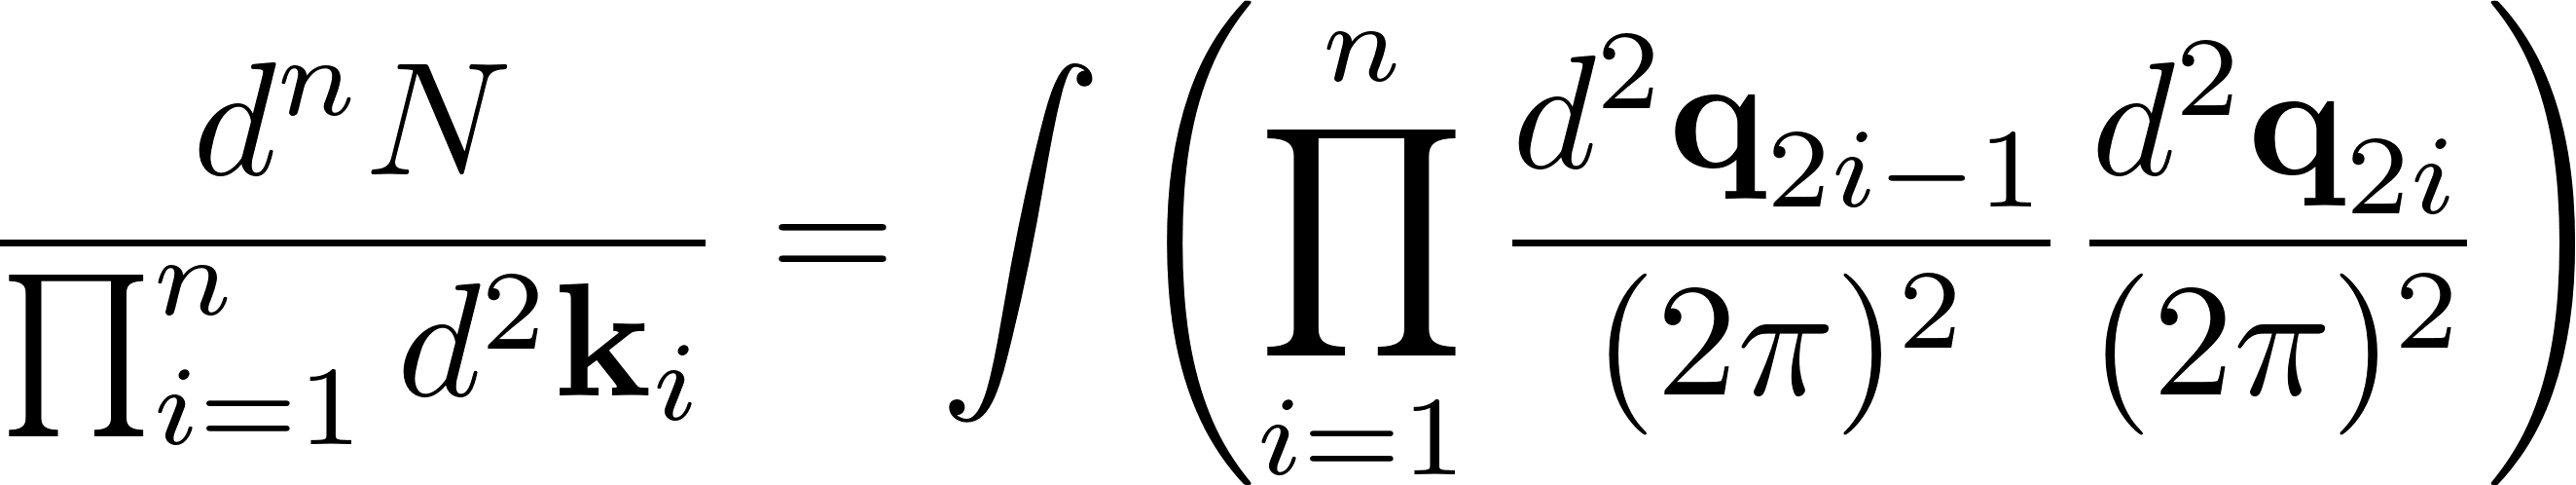 \frac{d^n N}{\prod_{i=1}^{n} d^2 \mathbf{k}_i} = \int \left( \prod_{i=1}^{n} \frac{d^2 \mathbf{q}_{2i-1}}{(2\pi)^2} \frac{d^2 \mathbf{q}_{2i}}{(2\pi)^2} \right)